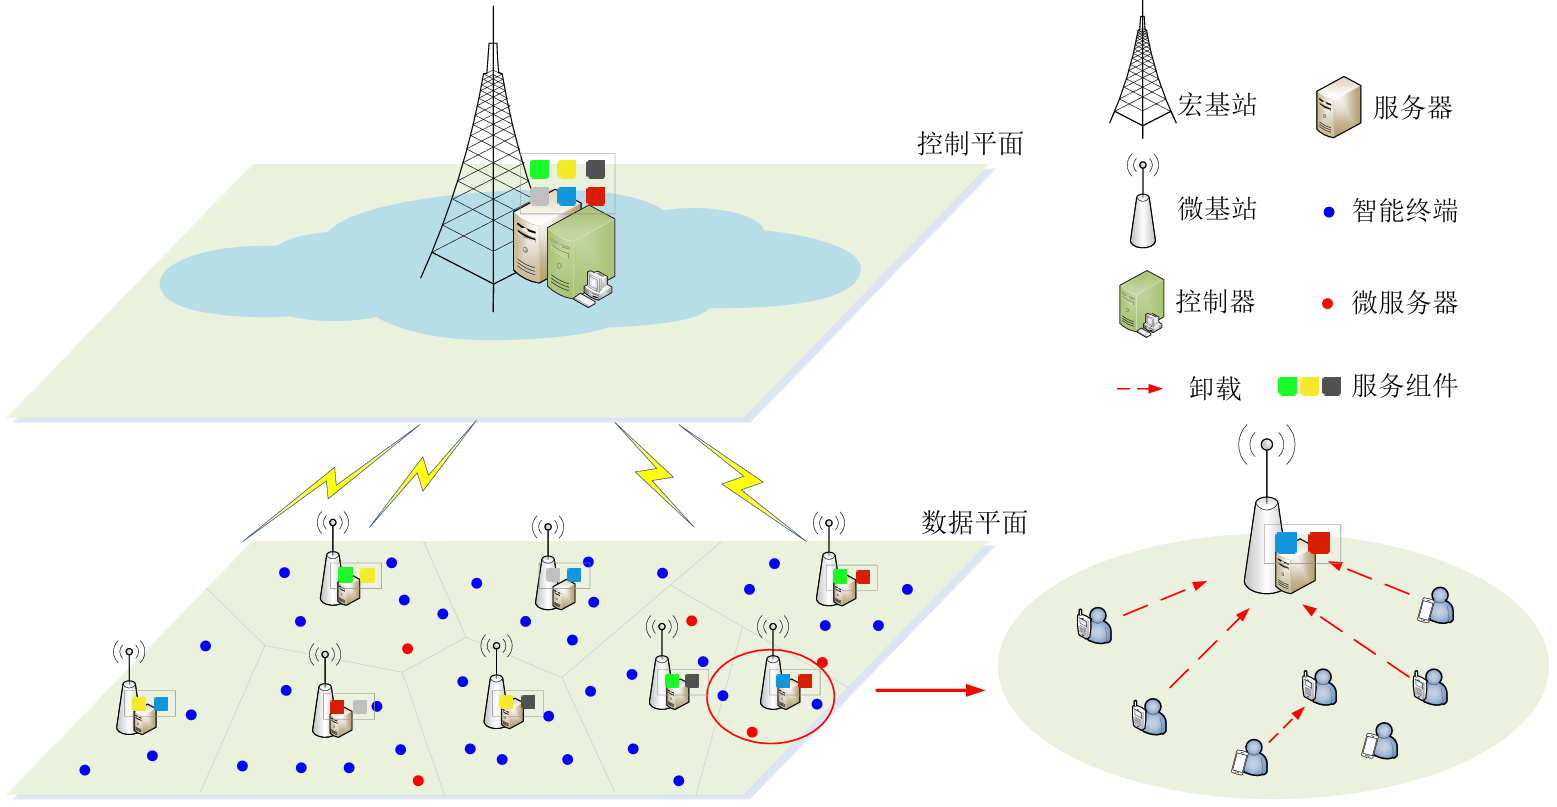 控制平面
宏基站
服务器
微基站
智能终端
控制器
微服务器
卸载
服务组件
数据平面